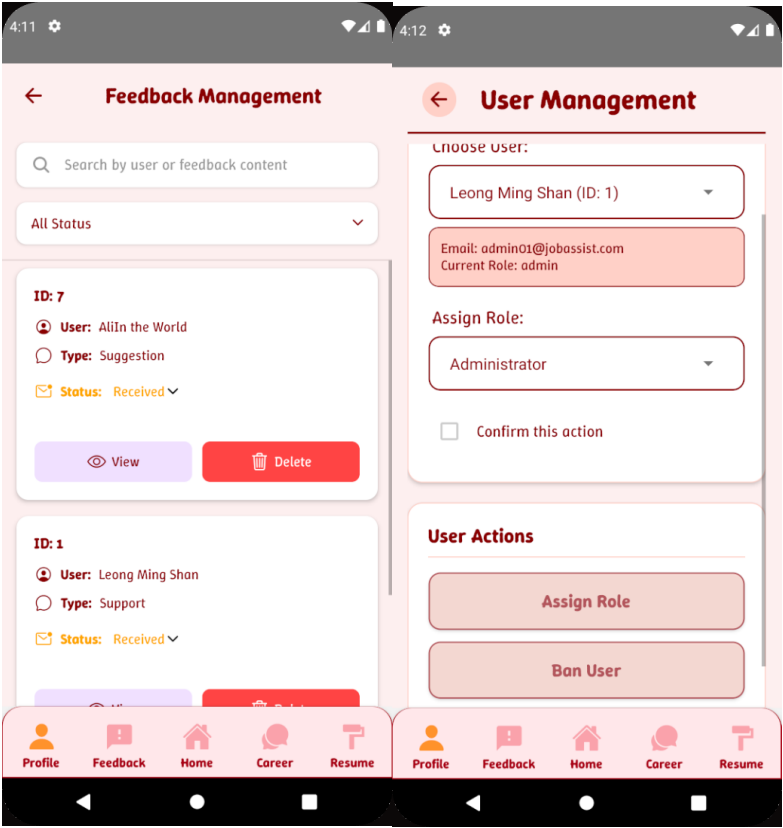 4:11
Feedback Management
Search by user or feedback content
All Status
ID: 7
User: AliIn the World
Type: Suggestion
Status: Received
View
Delete
ID: 1
User: Leong Ming Shan
Type: Support
Status: Received
Profile
Feedback
Home
Career
Resume
4:12
User Management
Choose User:
Leong Ming Shan (ID: 1)
Email: admin01@jobassist.com
Current Role: admin
Assign Role:
Administrator
Confirm this action
User Actions
Assign Role
Ban User
Profile
Feedback
Home
Career
Resume